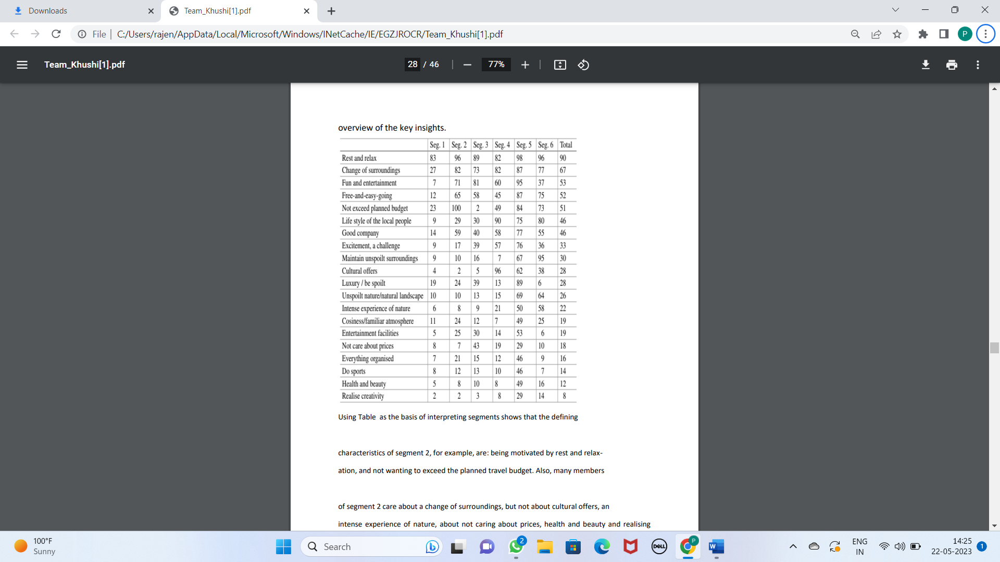 Downloads
Team_Khushi[1].pdf
File | C:/Users/rajen/AppData/Local/Microsoft/Windows/INetCache/IE/EGZJROCR/Team_Khushi[1].pdf
P
Team_Khushi[1].pdf
28 / 46
77%
overview of the key insights.
Seg. 1 Seg. 2 Seg. 3 Seg. 4 Seg. 5 Seg. 6 Total
Rest and relax 83 96 89 82 98 96 90
Change of surroundings 27 82 73 82 87 77 67
Fun and entertainment 7 71 81 60 95 37 53
Free-and-easy-going 12 65 58 45 87 75 52
Not exceed planned budget 23 100 2 49 84 73 51
Life style of the local people 9 29 30 90 75 80 46
Good company 14 59 40 58 77 55 46
Excitement, a challenge 9 17 39 57 76 36 33
Maintain unspoilt surroundings 9 10 16 7 67 95 30
Cultural offers 4 2 5 96 62 38 28
Luxury / be spoilt 19 24 39 13 89 6 28
Unspoilt nature/natural landscape 10 10 13 15 69 64 26
Intense experience of nature 6 8 9 21 50 58 22
Cosiness/familiar atmosphere 11 24 12 7 49 25 19
Entertainment facilities 5 25 30 14 53 6 19
Not care about prices 8 7 43 19 29 10 18
Everything organised 7 21 15 12 46 9 16
Do sports 8 12 13 10 46 7 14
Health and beauty 5 8 10 8 49 16 12
Realise creativity 2 2 3 8 29 14 8
Using Table as the basis of interpreting segments shows that the defining
characteristics of segment 2, for example, are: being motivated by rest and relax-
ation, and not wanting to exceed the planned travel budget. Also, many members
of segment 2 care about a change of surroundings, but not about cultural offers, an
intense experience of nature, about not caring about prices, health and beauty and realising
100°F
Sunny
Search
2
DELL
P
W
ENG
IN
14:25
22-05-2023
1